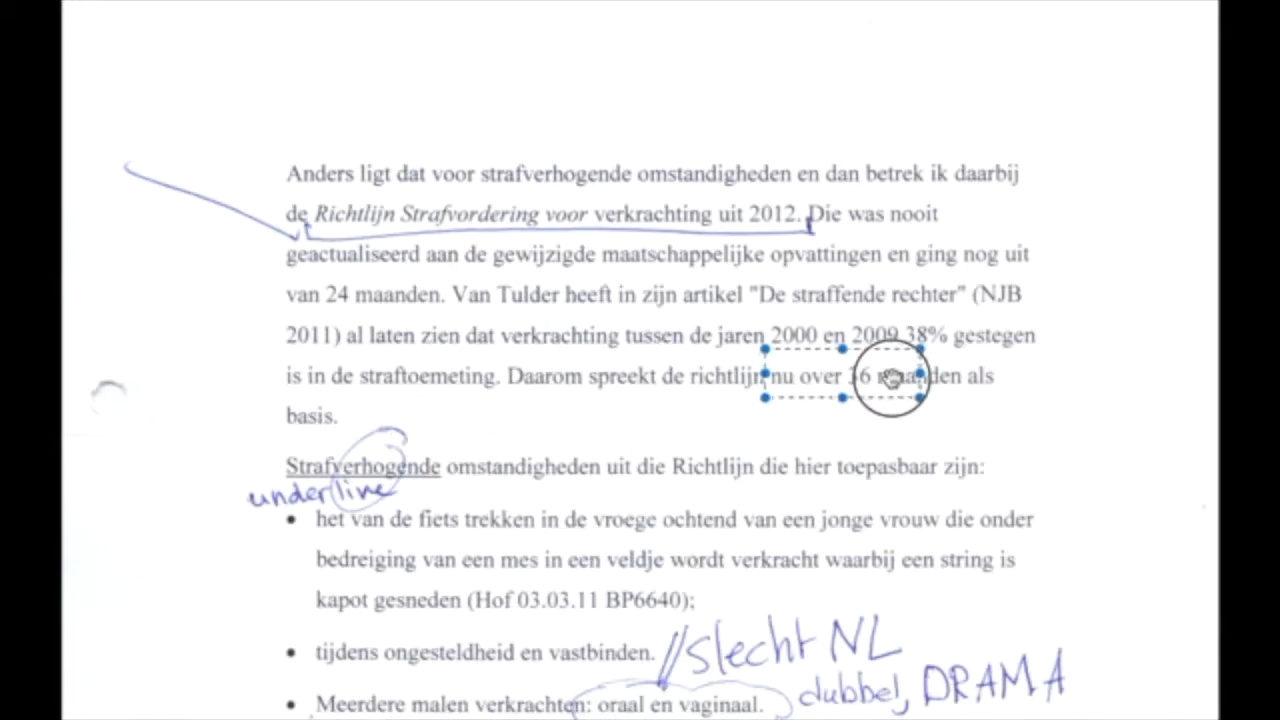 Anders ligt dat voor strafverhogende omstandigheden en dan betrek ik daarbij
de Richtlijn Strafvordering voor verkrachting uit 2012. Die was nooit
geactualiseerd aan de gewijzigde maatschappelijke opvattingen en ging nog uit
van 24 maanden. Van Tulder heeft in zijn artikel "De straffende rechter" (NJB
2011) al laten zien dat verkrachting tussen de jaren 2000 en 2009 38% gestegen
is in de straftoemeting. Daarom spreekt de richtlijn nu over 36 maanden als
basis.
Strafverhogende omstandigheden uit die Richtlijn die hier toepasbaar zijn:
underline
• het van de fiets trekken in de vroege ochtend van een jonge vrouw die onder
bedreiging van een mes in een veldje wordt verkracht waarbij een string is
kapot gesneden (Hof 03.03.11 BP6640);
• tijdens ongesteldheid en vastbinden. // slecht NL
• Meerdere malen verkrachten: oraal en vaginaal. dubbel, DRAMA